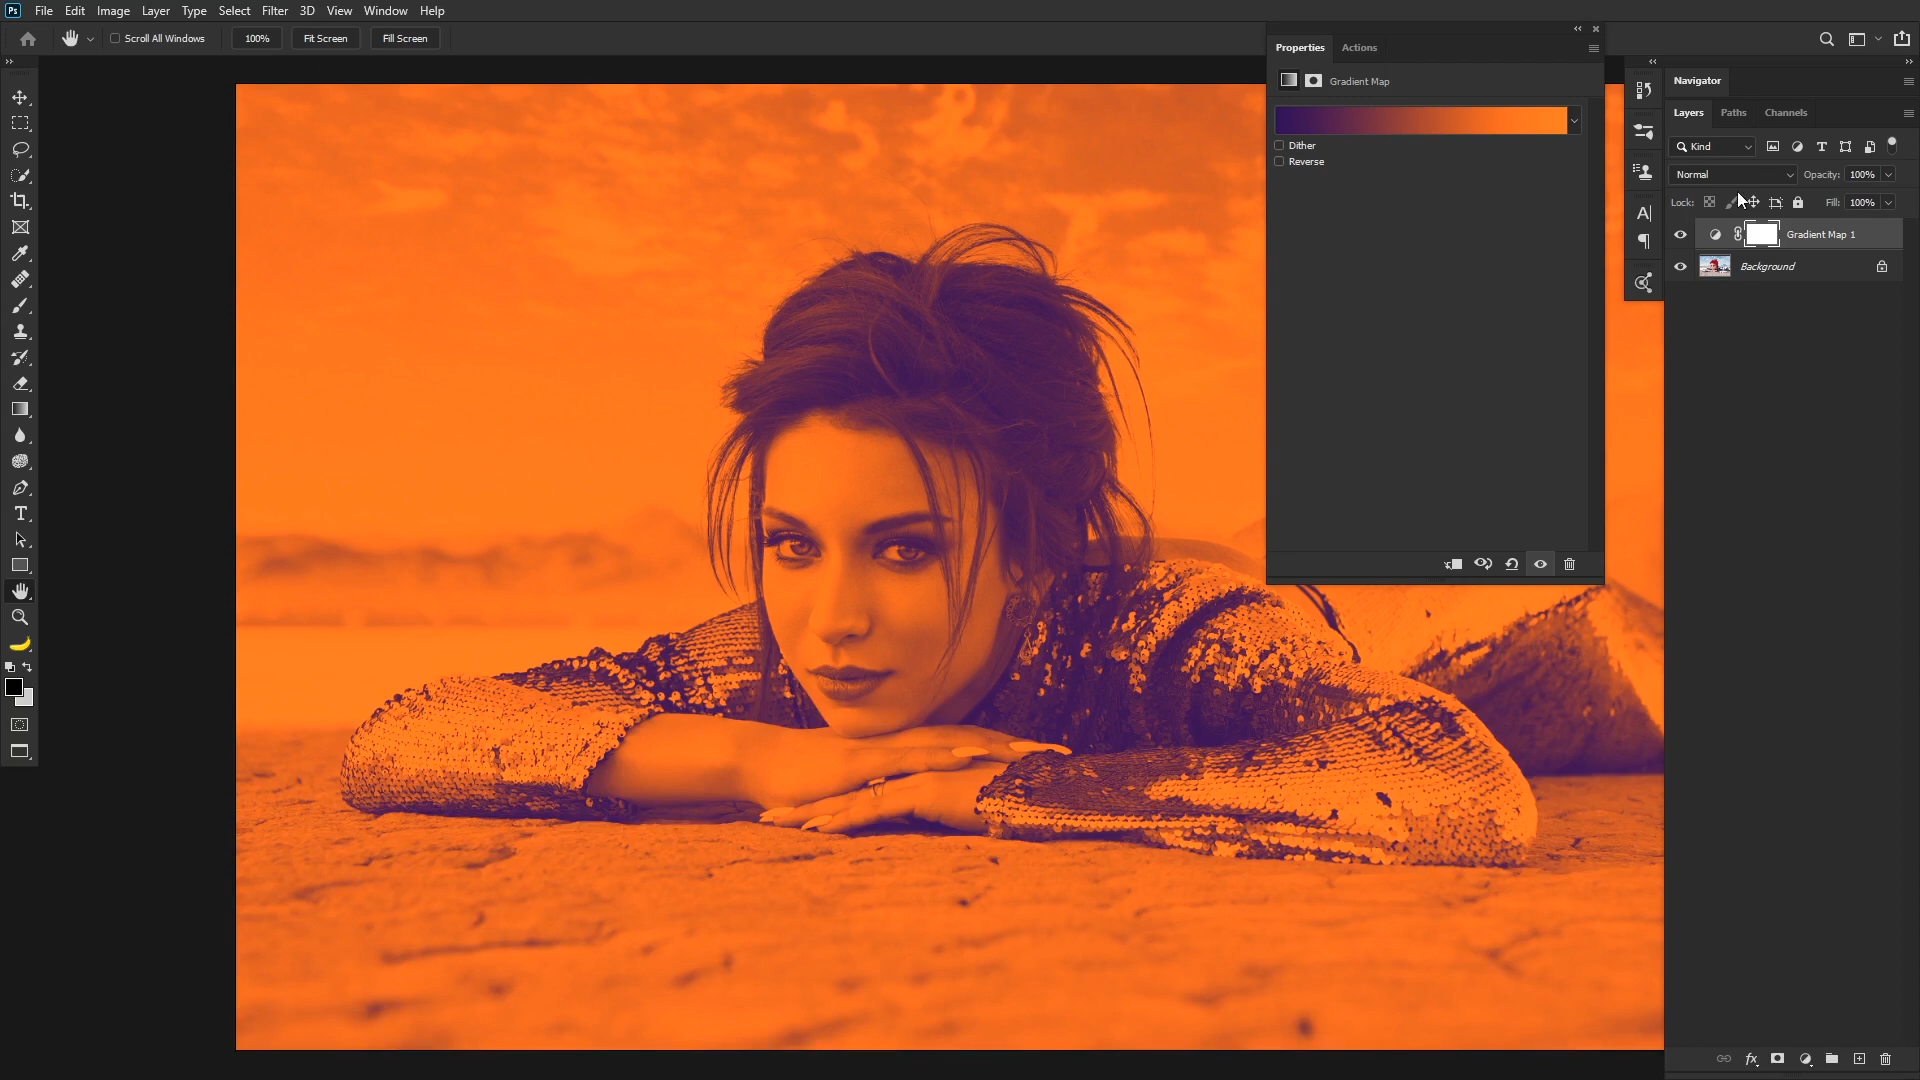 Ps File Edit Image Layer Type Select Filter 3D View Window Help
Scroll All Windows 100% Fit Screen Fill Screen
Properties Actions
Gradient Map
Dither
Reverse
Navigator
Layers Paths Channels
Kind
Normal Opacity: 100%
Lock: Fill: 100%
Gradient Map 1
Background